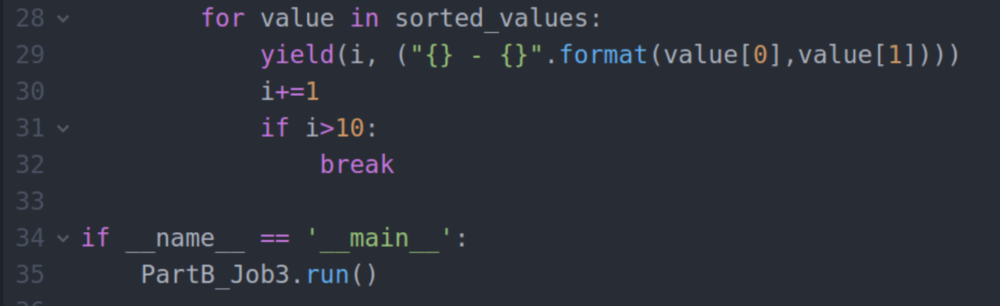 28 for value in sorted_values:
29 yield(i, ("{} - {}".format(value[0],value[1])))
30 i+=1
31 if i>10:
32 break
33
34 if __name__ == '__main__':
35 PartB_Job3.run()